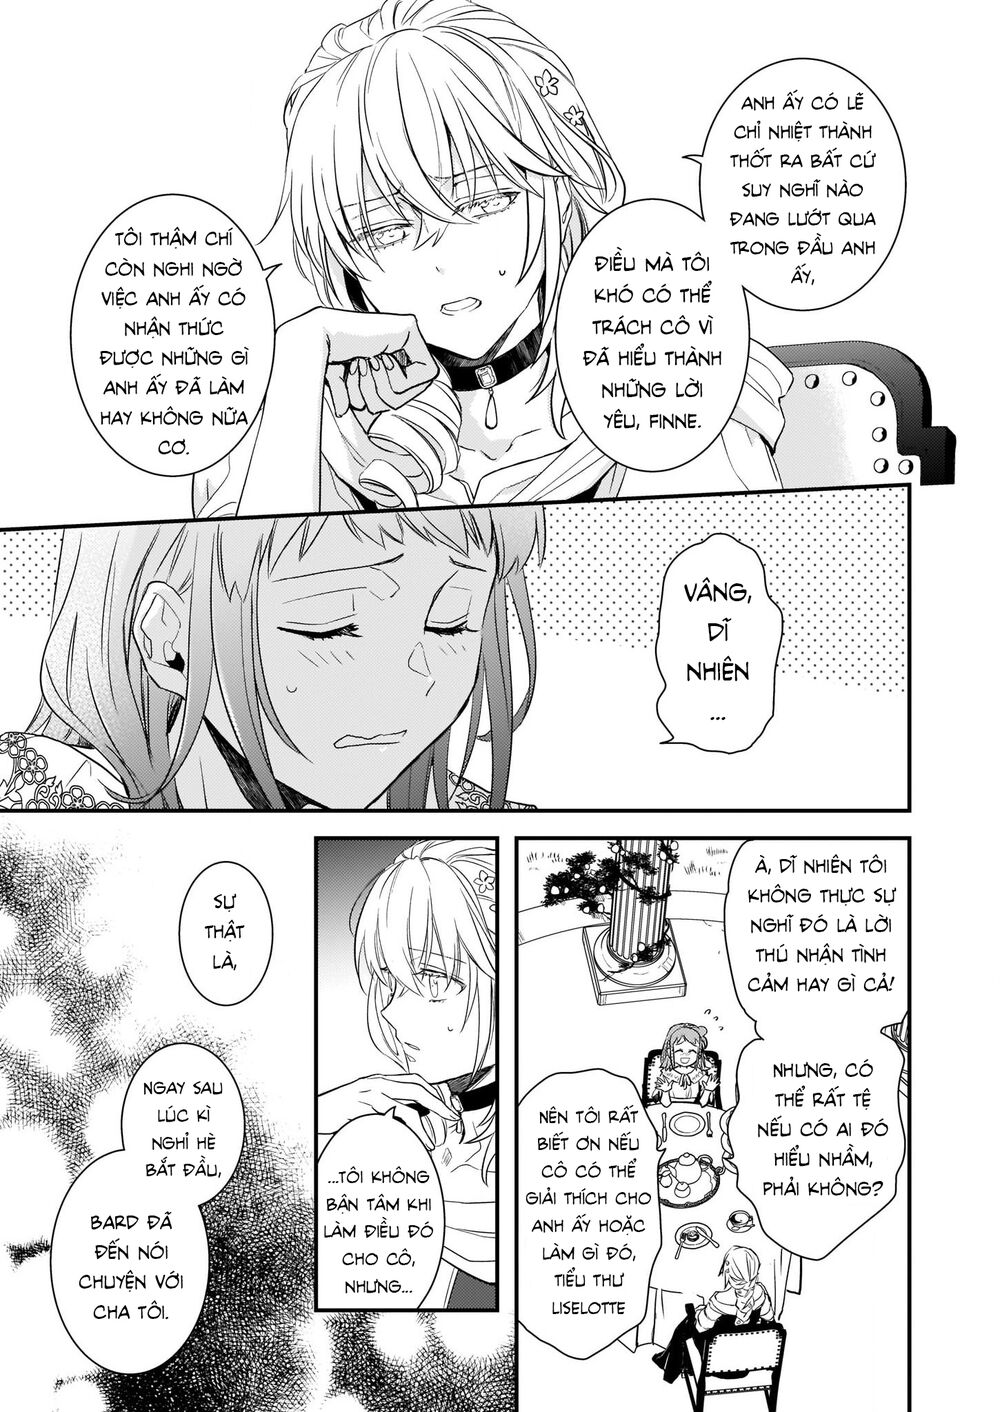 ANH ẤY CÓ LẼ
CHỈ NHIỆT THÀNH
THỐT RA BẤT CỨ
SUY NGHĨ NÀO
ĐANG LƯỚT QUA
TRONG ĐẦU ANH
ẤY,
ĐIỀU MÀ TÔI
KHÓ CÓ THỂ
TRÁCH CÔ VÌ
ĐÃ HIỂU THÀNH
NHỮNG LỜI
YÊU, FINNE.
TÔI THẬM CHÍ
CÒN NGHI NGỜ
VIỆC ANH ẤY CÓ
NHẬN THỨC
ĐƯỢC NHỮNG GÌ
ANH ẤY ĐÃ LÀM
HAY KHÔNG NỮA
CƠ.
VÂNG,
DĨ
NHIÊN
...
À, DĨ NHIÊN TÔI
KHÔNG THỰC SỰ
NGHĨ ĐÓ LÀ LỜI
THÚ NHẬN TÌNH
CẢM HAY GÌ CẢ!
NHƯNG, CÓ
THỂ RẤT TỆ
NẾU CÓ AI ĐÓ
HIỂU NHẦM,
PHẢI KHÔNG?
NÊN TÔI RẤT
BIẾT ƠN NẾU
CÔ CÓ THỂ
GIẢI THÍCH CHO
ANH ẤY HOẶC
LÀM GÌ ĐÓ,
TIỂU THƯ
LISELOTTE
...TÔI KHÔNG
BẬN TÂM KHI
LÀM ĐIỀU ĐÓ
CHO CÔ,
NHƯNG...
SỰ
THẬT
LÀ,
NGAY SAU
LÚC KÌ
NGHỈ HÈ
BẮT ĐẦU,
BARD ĐÃ
ĐẾN NÓI
CHUYỆN VỚI
CHA TÔI.